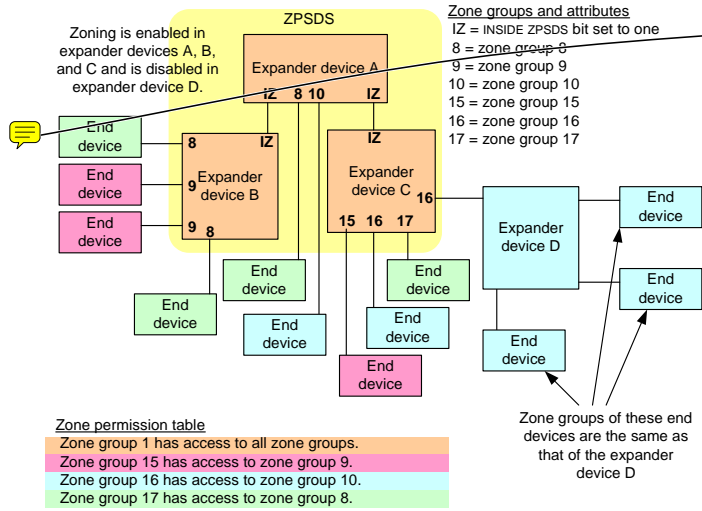 ZPSDS
Zoning is enabled in
expander devices A, B,
and C and is disabled in
expander device D.
Zone groups and attributes
IZ = INSIDE ZPSDS bit set to one
8 = zone group 8
9 = zone group 9
10 = zone group 10
15 = zone group 15
16 = zone group 16
17 = zone group 17
Expander device A
IZ 8 10 IZ
End
device
8
IZ
Expander
device B
End
device
9
End
device
9
8
IZ
Expander
device C
16
15 16 17
Expander
device D
End
device
End
device
End
device
End
device
End
device
End
device
End
device
End
device
End
device
End
device
Zone groups of these end
devices are the same as
that of the expander
device D
Zone permission table
Zone group 1 has access to all zone groups.
Zone group 15 has access to zone group 9.
Zone group 16 has access to zone group 10.
Zone group 17 has access to zone group 8.